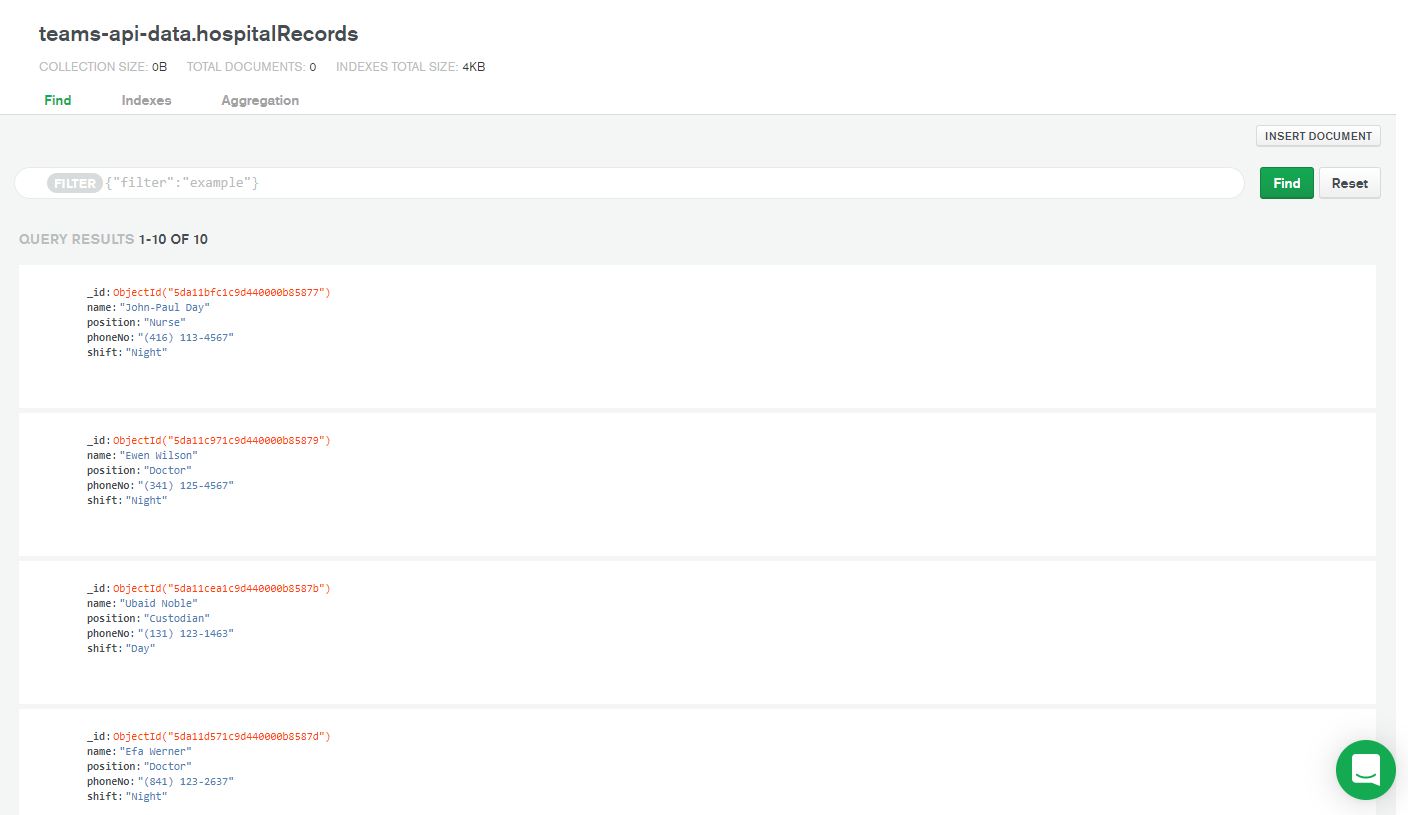 teams-api-data.hospitalRecords
COLLECTION SIZE: 0B TOTAL DOCUMENTS: 0 INDEXES TOTAL SIZE: 4KB
Find Indexes Aggregation
INSERT DOCUMENT
FILTER {"filter":"example"} Find Reset
QUERY RESULTS 1-10 OF 10
_id:ObjectId("5da11bfc1c9d440000b85877")
name:"John-Paul Day"
position:"Nurse"
phoneNo:"(416) 113-4567"
shift:"Night"
_id:ObjectId("5da11c971c9d440000b85879")
name:"Ewen Wilson"
position:"Doctor"
phoneNo:"(341) 125-4567"
shift:"Night"
_id:ObjectId("5da11cea1c9d440000b8587b")
name:"Ubaid Noble"
position:"Custodian"
phoneNo:"(131) 123-1463"
shift:"Day"
_id:ObjectId("5da11d571c9d440000b8587d")
name:"Efa Werner"
position:"Doctor"
phoneNo:"(841) 123-2637"
shift:"Night"